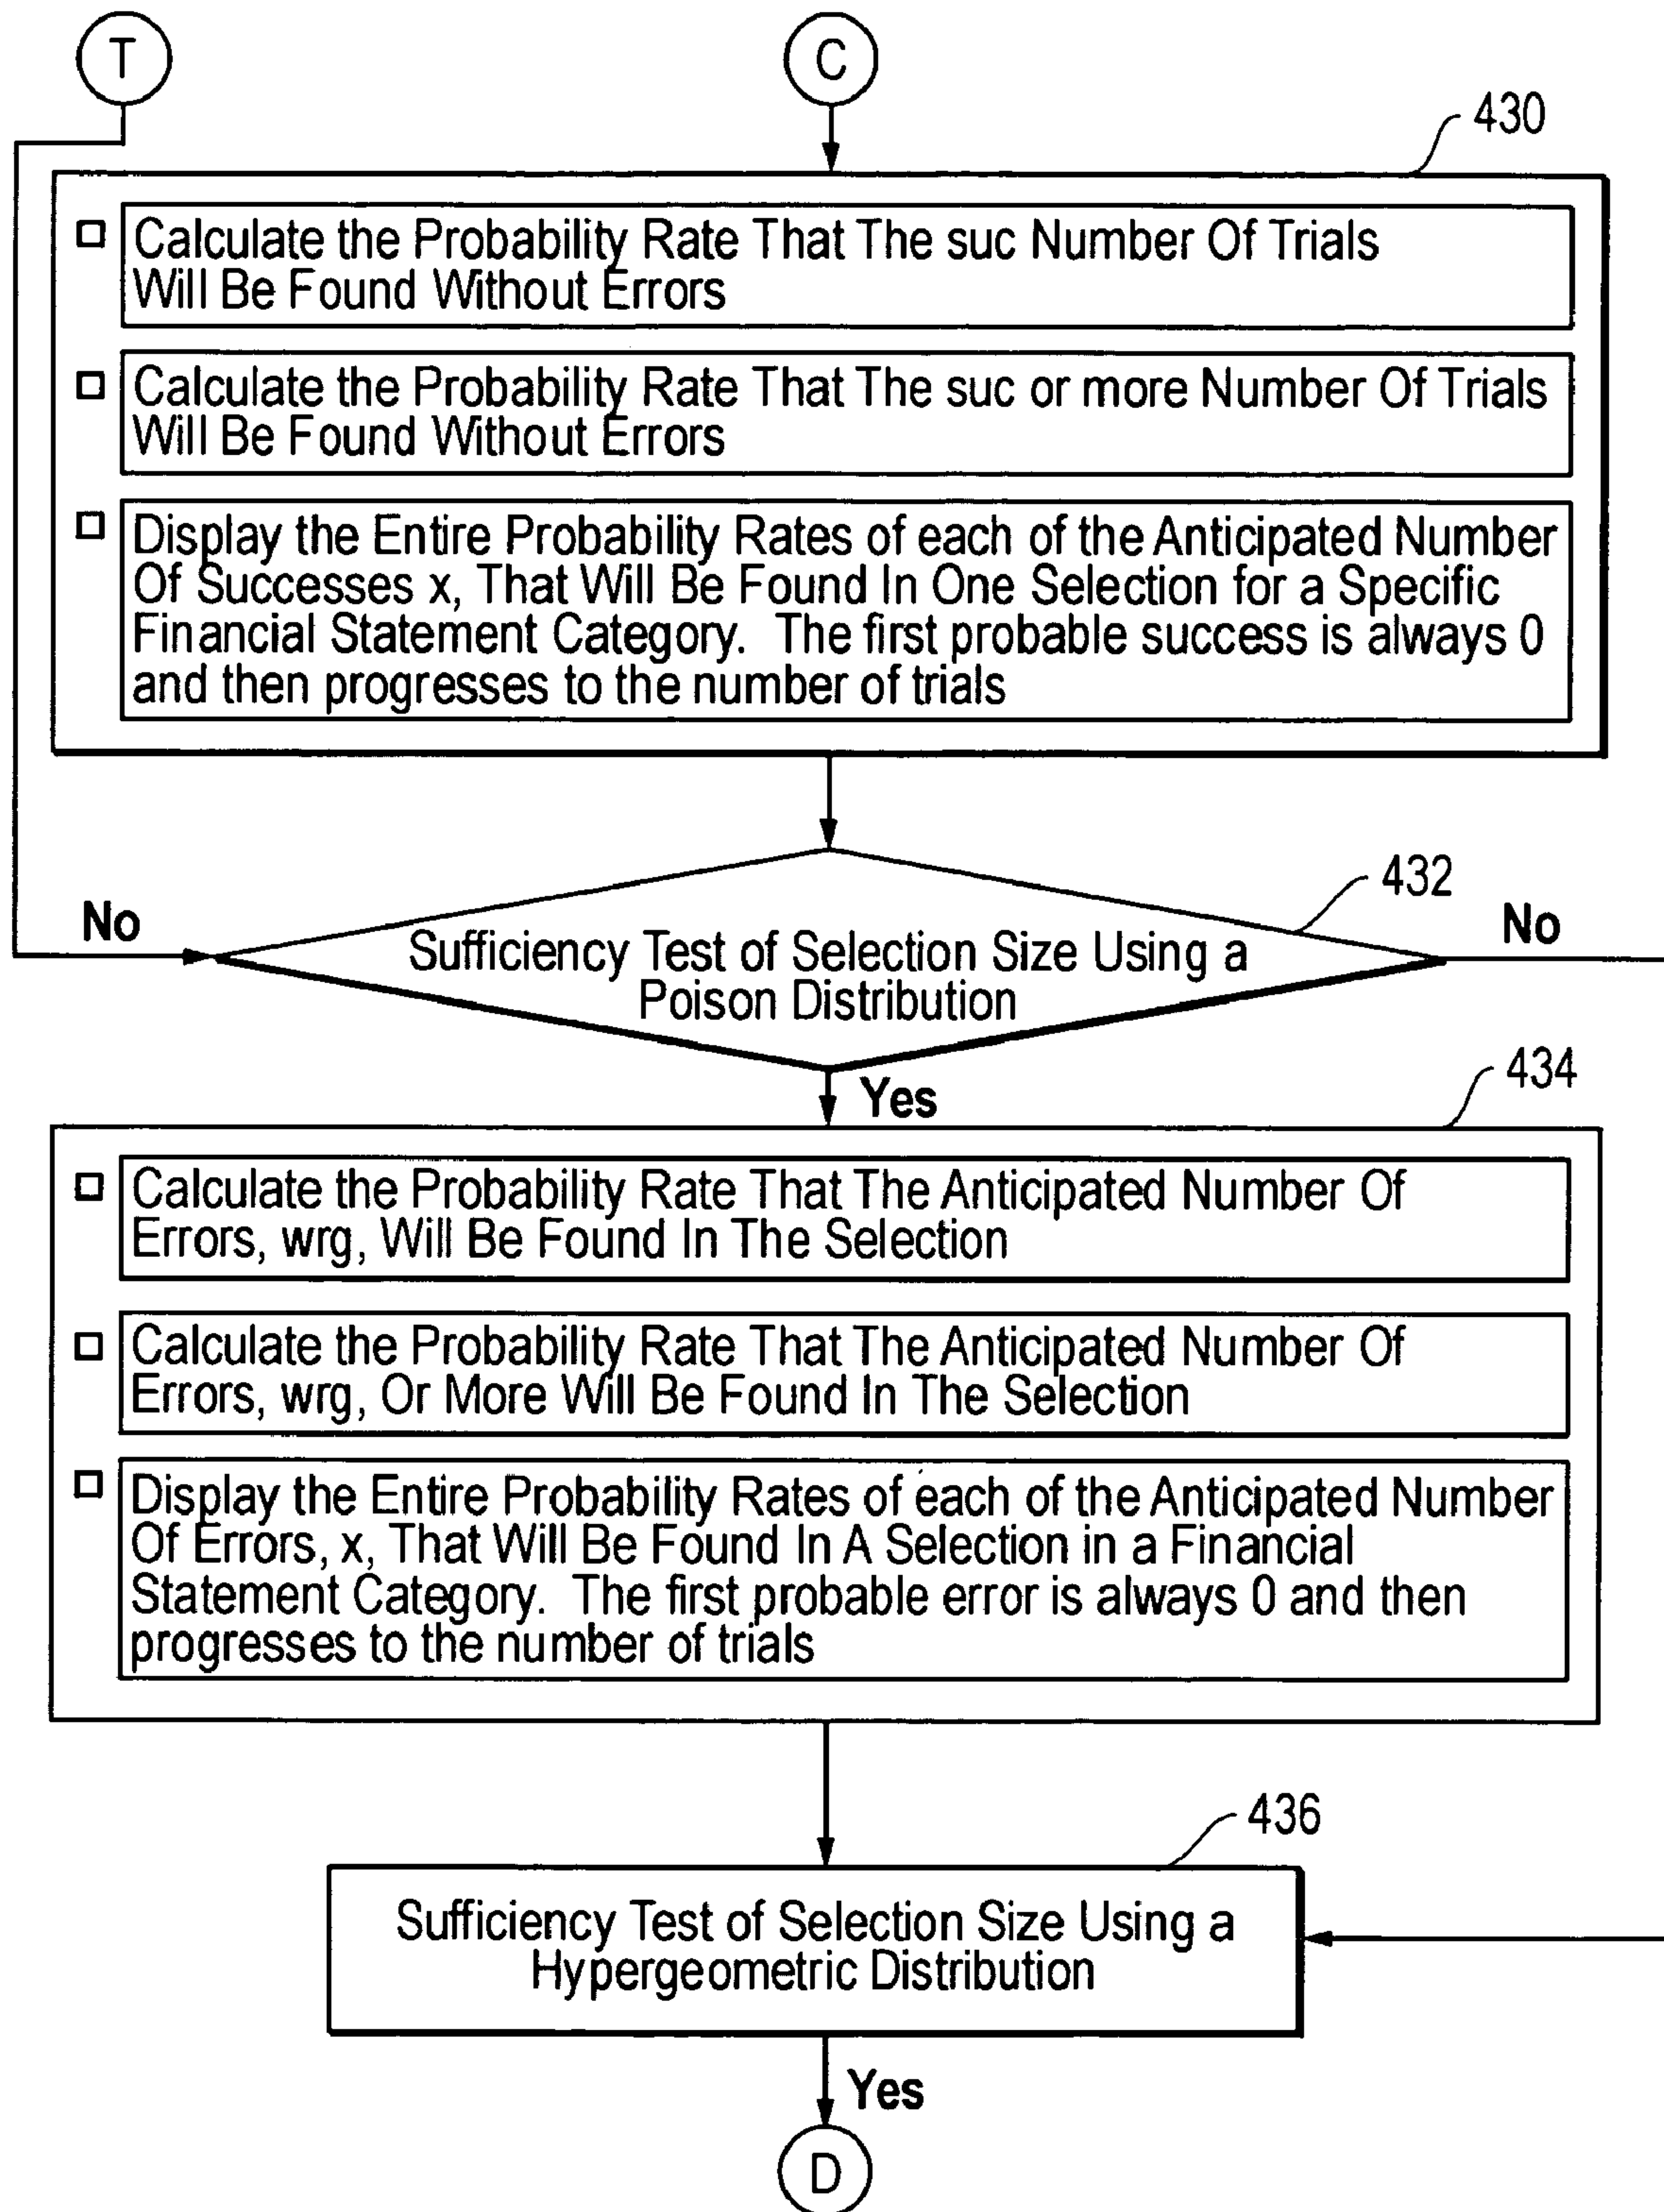 T
C
430
Calculate the Probability Rate That The suc Number Of Trials
Will Be Found Without Errors
Calculate the Probability Rate That The suc or more Number Of Trials
Will Be Found Without Errors
Display the Entire Probability Rates of each of the Anticipated Number
Of Successes x, That Will Be Found In One Selection for a Specific
Financial Statement Category. The first probable success is always 0
and then progresses to the number of trials
432
No
No
Sufficiency Test of Selection Size Using a
Poison Distribution
Yes
434
Calculate the Probability Rate That The Anticipated Number Of
Errors, wrg, Will Be Found In The Selection
Calculate the Probability Rate That The Anticipated Number Of
Errors, wrg, Or More Will Be Found In The Selection
Display the Entire Probability Rates of each of the Anticipated Number
Of Errors, x, That Will Be Found In A Selection in a Financial
Statement Category. The first probable error is always 0 and then
progresses to the number of trials
436
Sufficiency Test of Selection Size Using a
Hypergeometric Distribution
Yes
D